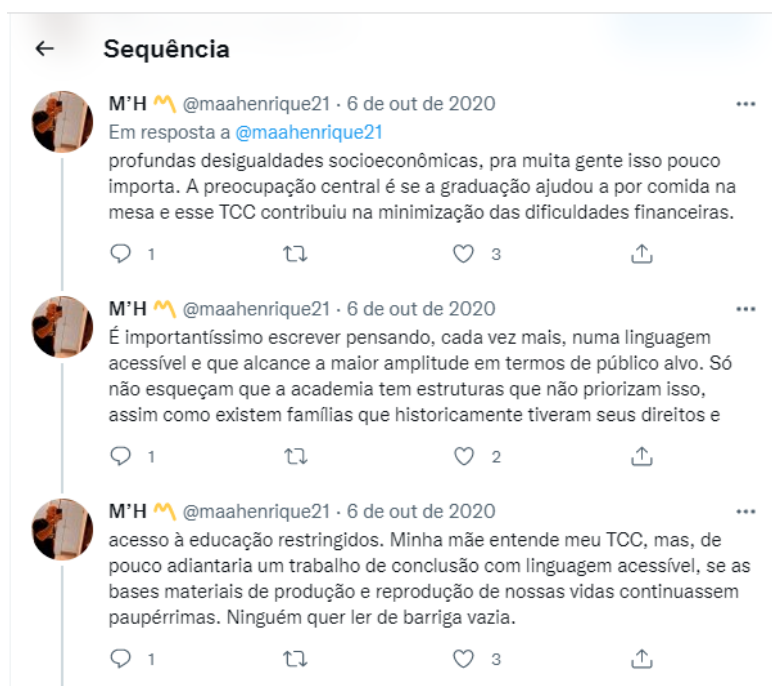 Sequência
M'H @maahenrique21 · 6 de out de 2020
Em resposta a @maahenrique21
profundas desigualdades socioeconômicas, pra muita gente isso pouco
importa. A preocupação central é se a graduação ajudou a por comida na
mesa e esse TCC contribuiu na minimização das dificuldades financeiras.
1 3
M'H @maahenrique21 · 6 de out de 2020
É importantíssimo escrever pensando, cada vez mais, numa linguagem
acessível e que alcance a maior amplitude em termos de público alvo. Só
não esqueçam que a academia tem estruturas que não priorizam isso,
assim como existem famílias que historicamente tiveram seus direitos e
1 2
M'H @maahenrique21 · 6 de out de 2020
acesso à educação restringidos. Minha mãe entende meu TCC, mas, de
pouco adiantaria um trabalho de conclusão com linguagem acessível, se as
bases materiais de produção e reprodução de nossas vidas continuassem
paupérrimas. Ninguém quer ler de barriga vazia.
1 3